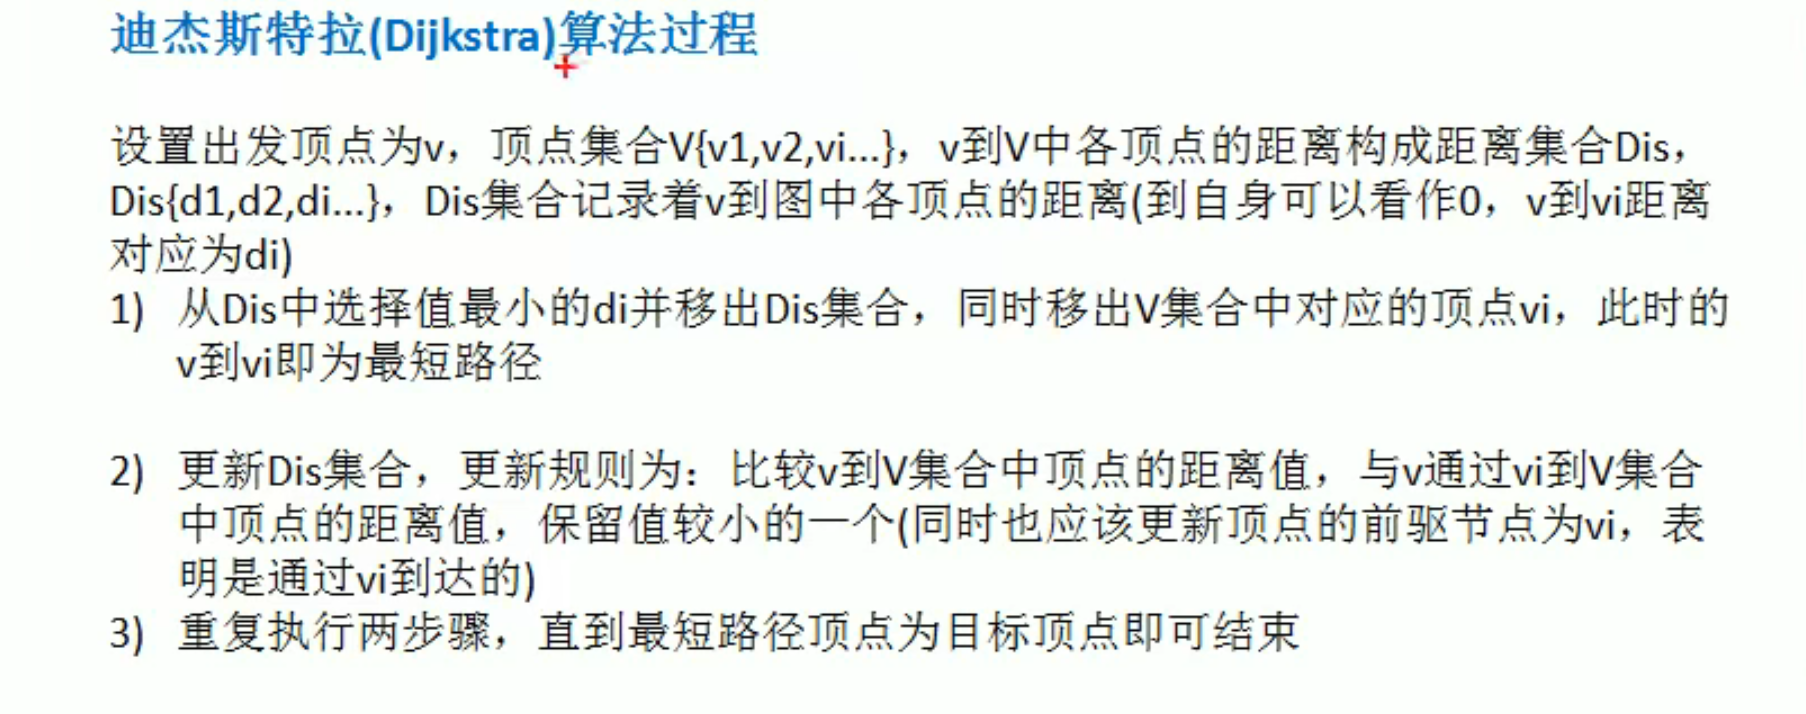 迪杰斯特拉(Dijkstra)算法过程
设置出发顶点为v，顶点集合V{v1,v2,vi...}，v到V中各顶点的距离构成距离集合Dis，
Dis{d1,d2,di...}，Dis集合记录着v到图中各顶点的距离(到自身可以看作0，v到vi距离
对应为di)
1) 从Dis中选择值最小的di并移出Dis集合，同时移出V集合中对应的顶点vi，此时的
v到vi即为最短路径
2) 更新Dis集合，更新规则为：比较v到V集合中顶点的距离值，与v通过vi到V集合
中顶点的距离值，保留值较小的一个(同时也应该更新顶点的前驱节点为vi，表
明是通过vi到达的)
3) 重复执行两步骤，直到最短路径顶点为目标顶点即可结束